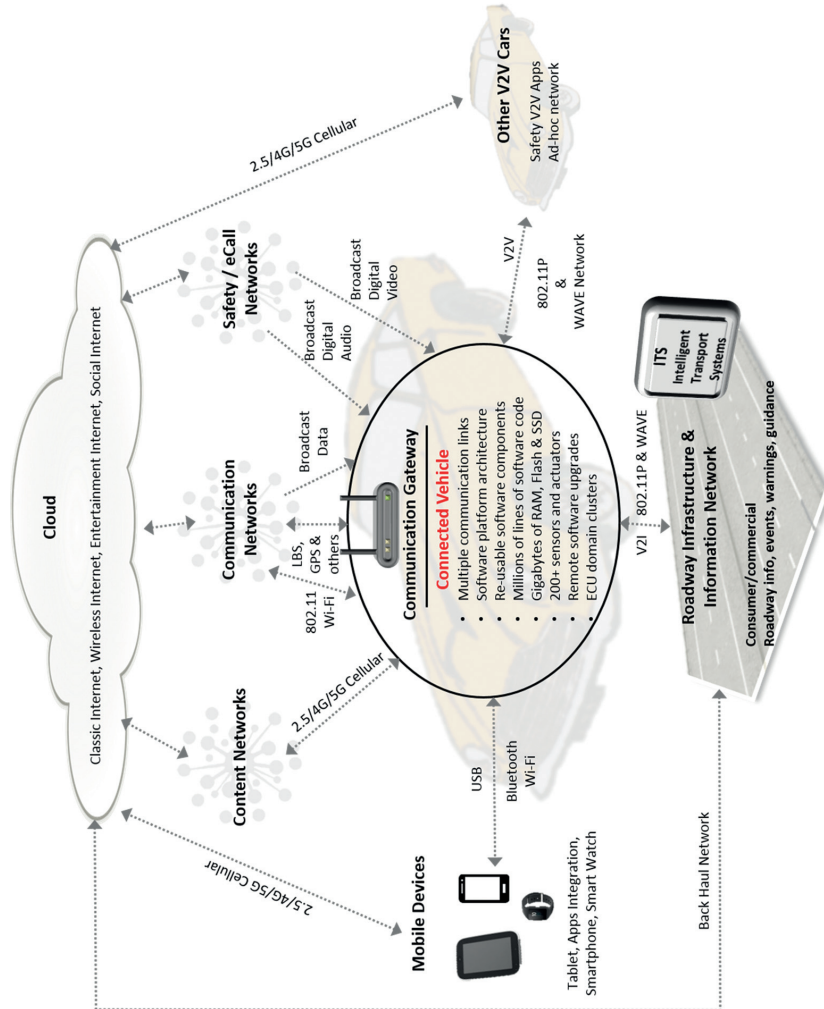 Cloud
Classic Internet, Wireless Internet, Entertainment Internet, Social Internet
2.5/4G/5G Cellular
Content Networks
Communication
Networks
Safety / eCall
Networks
2.5/4G/5G Cellular
2.5/4G/5G Cellular
802.11
Wi-Fi
LBS,
GPS &
others
Broadcast
Data
Broadcast
Digital
Audio
Broadcast
Digital
Video
Mobile Devices
Tablet, Apps Integration,
Smartphone, Smart Watch
USB
Bluetooth
Wi-Fi
Communication Gateway
Connected Vehicle
• Multiple communication links
• Software platform architecture
• Re-usable software components
• Millions of lines of software code
• Gigabytes of RAM, Flash & SSD
• 200+ sensors and actuators
• Remote software upgrades
• ECU domain clusters
V2V
802.11P
&
WAVE Network
Other V2V Cars
Safety V2V Apps
Ad-hoc network
V2I
802.11P & WAVE
Back Haul Network
Roadway Infrastructure &
Information Network
Consumer/commercial
Roadway info, events, warnings, guidance
ITS
Intelligent
Transport
Systems